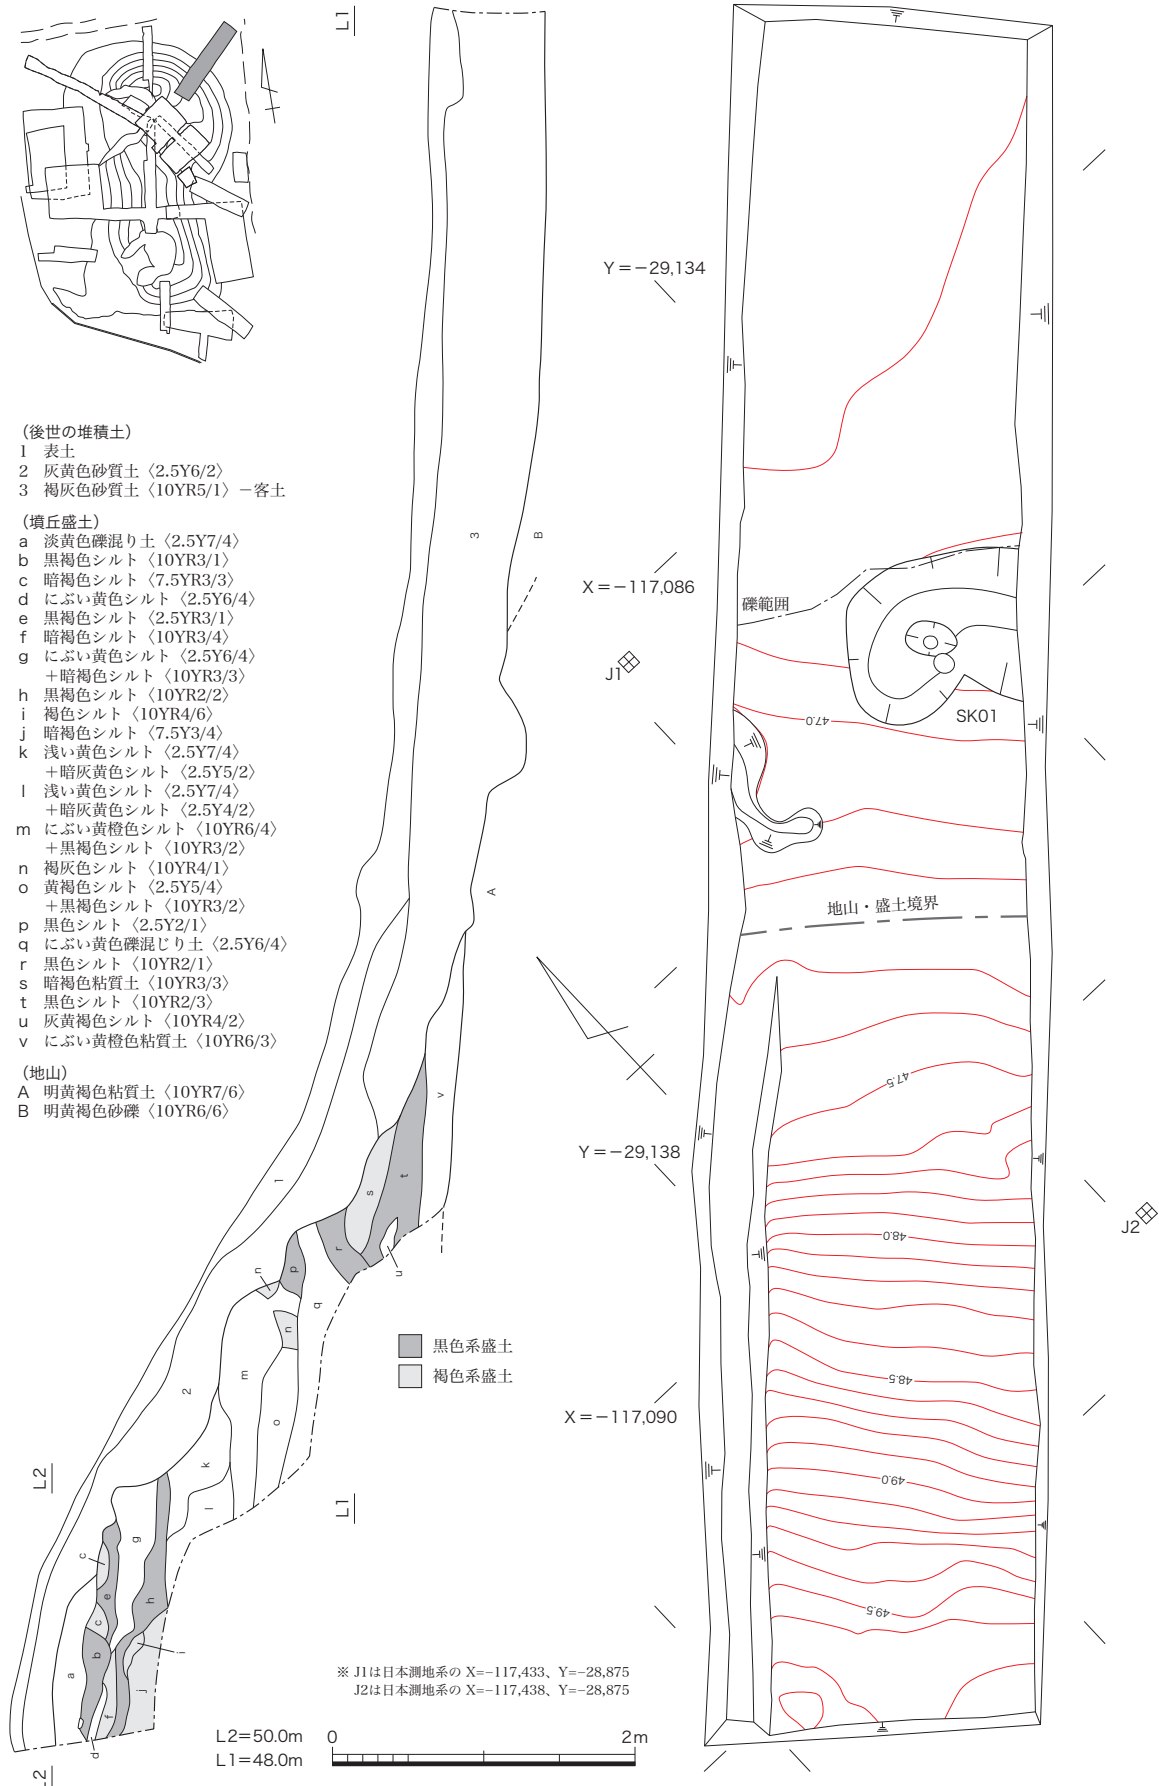 L1
(後世の堆積土)
1 表土
2 灰黄色砂質土〈2.5Y6/2〉
3 褐灰色砂質土〈10YR5/1〉－客土
(墳丘盛土)
a 淡黄色礫混り土〈2.5Y7/4〉
b 黒褐色シルト〈10YR3/1〉
c 暗褐色シルト〈7.5YR3/3〉
d にぶい黄色シルト〈2.5Y6/4〉
e 黒褐色シルト〈2.5YR3/1〉
f 暗褐色シルト〈10YR3/4〉
g にぶい黄色シルト〈2.5Y6/4〉
＋暗褐色シルト〈10YR3/3〉
h 黒褐色シルト〈10YR2/2〉
i 褐色シルト〈10YR4/6〉
j 暗褐色シルト〈7.5Y3/4〉
k 浅い黄色シルト〈2.5Y7/4〉
＋暗灰黄色シルト〈2.5Y5/2〉
l 浅い黄色シルト〈2.5Y7/4〉
＋暗灰黄色シルト〈2.5Y4/2〉
m にぶい黄橙色シルト〈10YR6/4〉
＋黒褐色シルト〈10YR3/2〉
n 褐灰色シルト〈10YR4/1〉
o 黄褐色シルト〈2.5Y5/4〉
＋黒褐色シルト〈10YR3/2〉
p 黒色シルト〈2.5Y2/1〉
q にぶい黄色礫混じり土〈2.5Y6/4〉
r 黒色シルト〈10YR2/1〉
s 暗褐色粘質土〈10YR3/3〉
t 黒色シルト〈10YR2/3〉
u 灰黄褐色シルト〈10YR4/2〉
v にぶい黄橙色粘質土〈10YR6/3〉
(地山)
A 明黄褐色粘質土〈10YR7/6〉
B 明黄褐色砂礫〈10YR6/6〉
3
B
A
v
t
s
r
u
1
n
p
q
n
m
2
o
k
l
g
c
e
h
c
b
i
a
j
f
d
L2
L1
L2
黒色系盛土
褐色系盛土
※ J1は日本測地系の X=−117,433、Y=−28,875
J2は日本測地系の X=−117,438、Y=−28,875
L2=50.0m
L1=48.0m
0
2m
Y＝−29,134
X＝−117,086
J1
Y＝−29,138
X＝−117,090
J2
礫範囲
SK01
47.0
地山・盛土境界
47.5
48.0
48.5
49.0
49.5